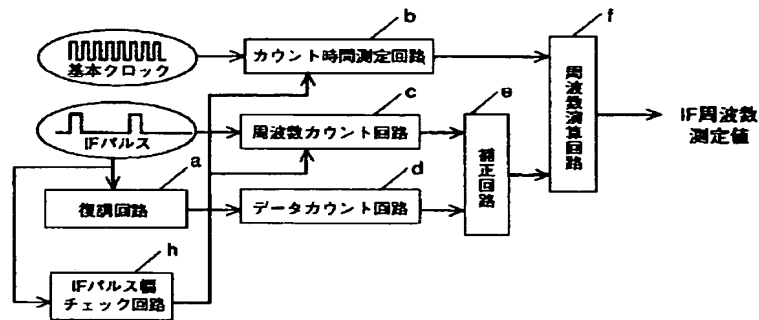 b
f
カウント時間測定回路
基本クロック
c
e
周波数カウント回路
周波数演算回路
IF周波数
測定値
IFパルス
a
d
補正回路
復調回路
データカウント回路
h
IFパルス幅
チェック回路